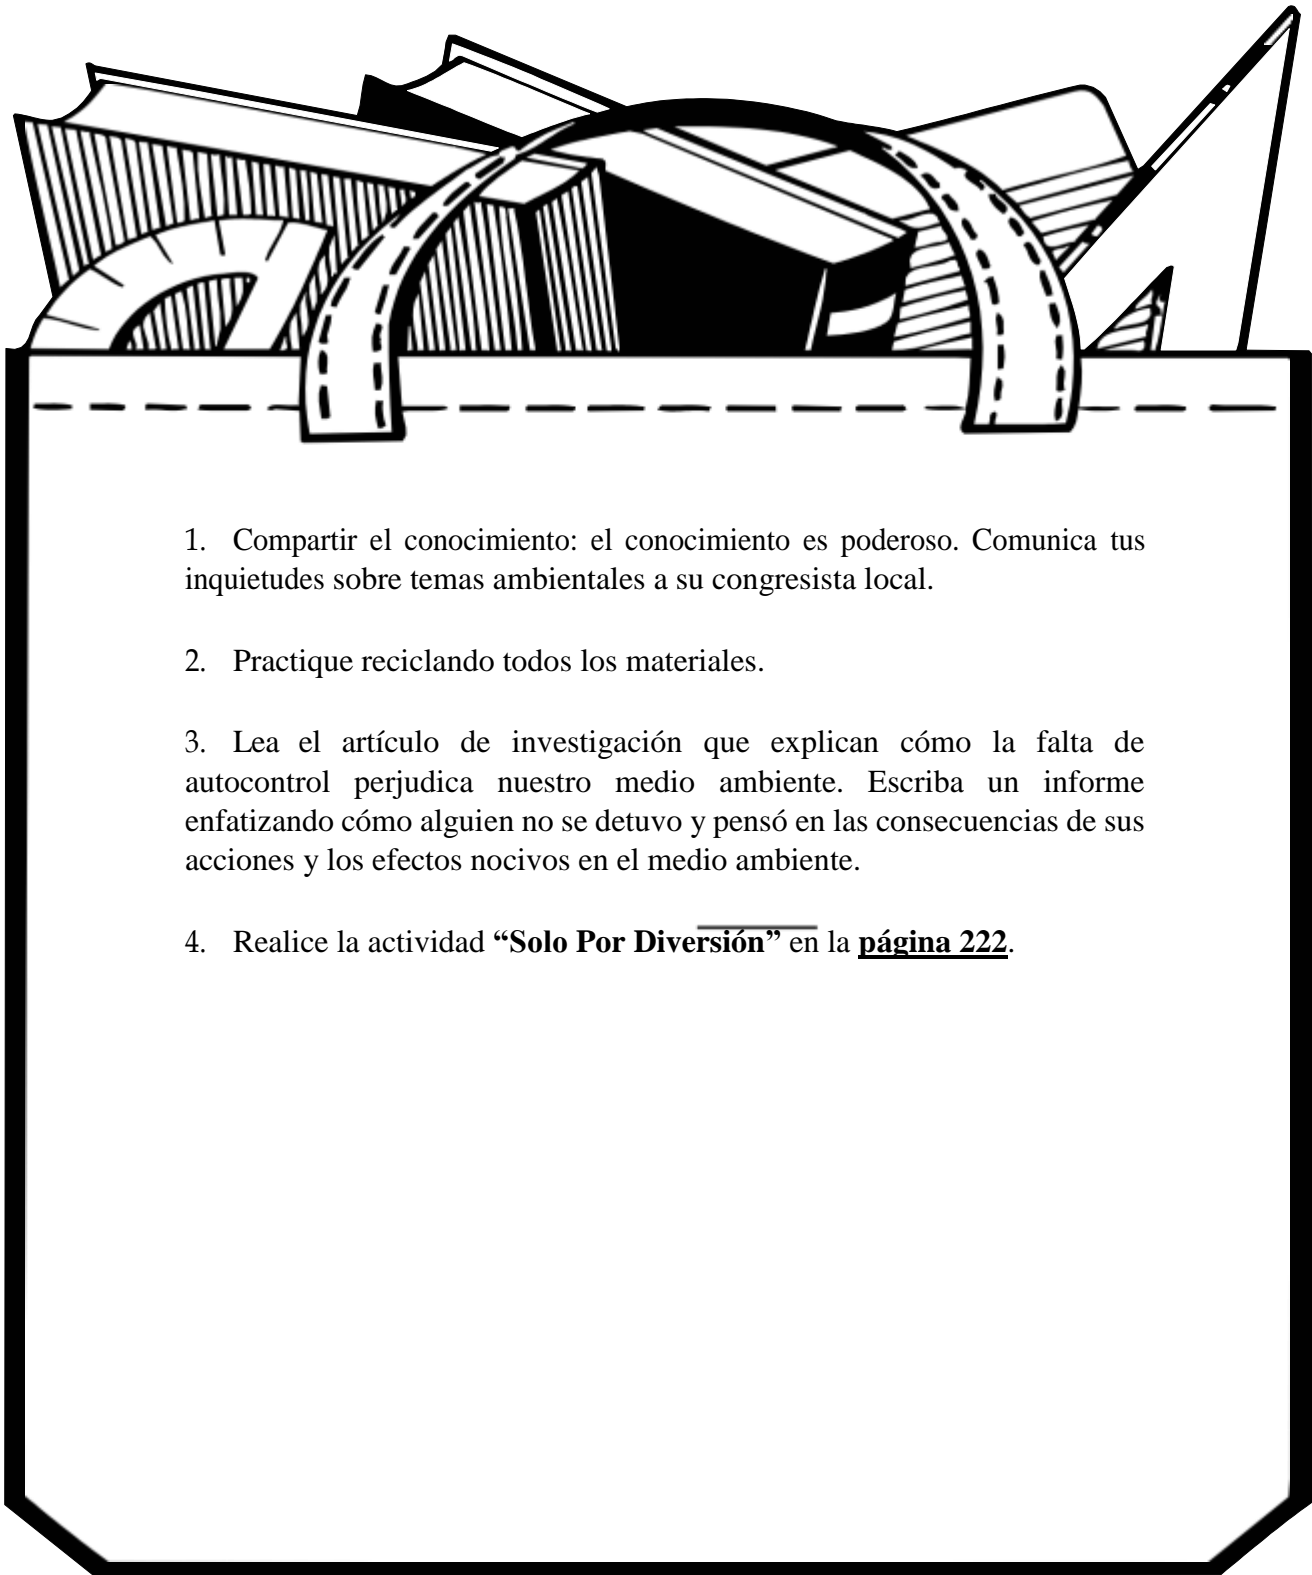 1. Compartir el conocimiento: el conocimiento es poderoso. Comunica tus
inquietudes sobre temas ambientales a su congresista local.
2. Practique reciclando todos los materiales.
3. Lea el artículo de investigación que explican cómo la falta de
autocontrol perjudica nuestro medio ambiente. Escriba un informe
enfatizando cómo alguien no se detuvo y pensó en las consecuencias de sus
acciones y los efectos nocivos en el medio ambiente.
4. Realice la actividad “Solo Por Diversión” en la página 222.